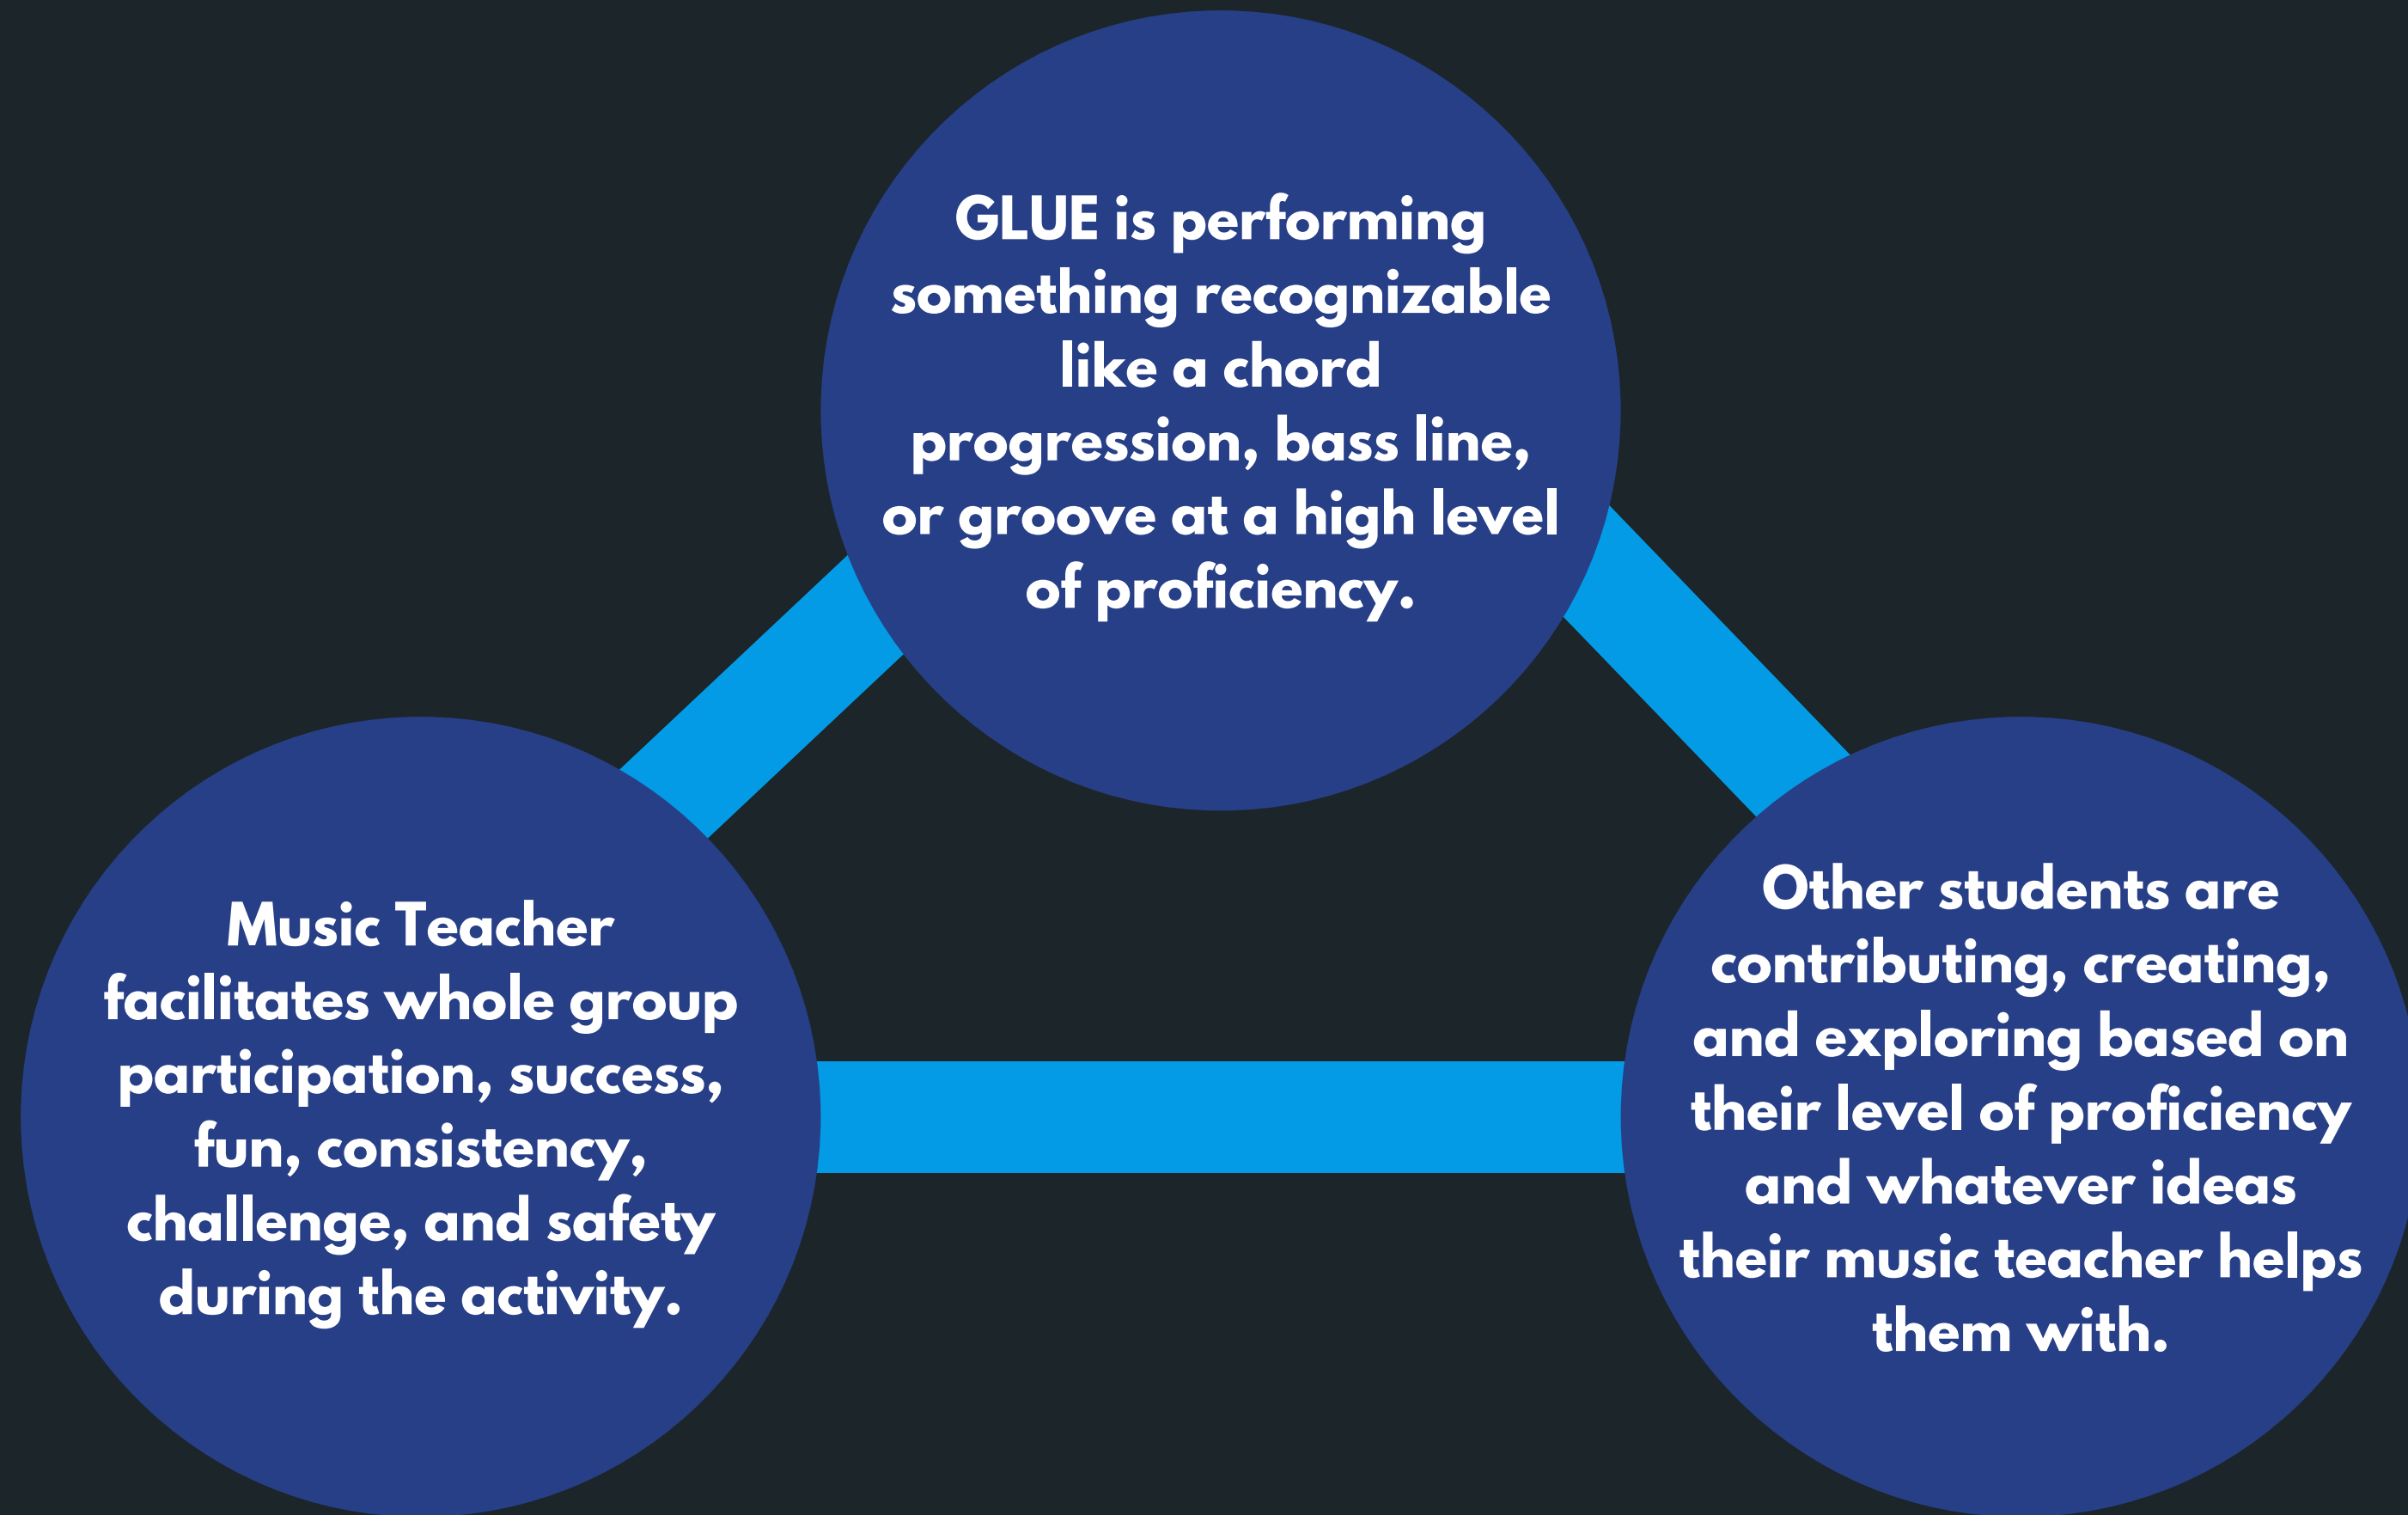 GLUE is performing
something recognizable
like a chord
progression, bass line,
or groove at a high level
of proficiency.
Music Teacher
facilitates whole group
participation, success,
fun, consistency,
challenge, and safety
during the activity.
Other students are
contributing, creating,
and exploring based on
their level of proficiency
and whatever ideas
their music teacher helps
them with.